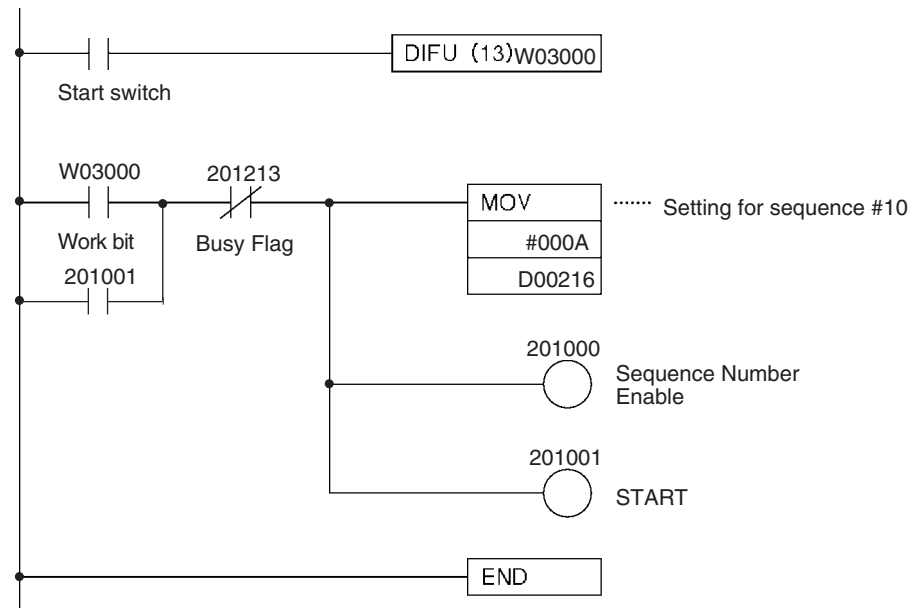 DIFU (13)W03000
Start switch
W03000
201213
MOV
Setting for sequence #10
Work bit
Busy Flag
#000A
201001
D00216
201000
Sequence Number
Enable
201001
START
END